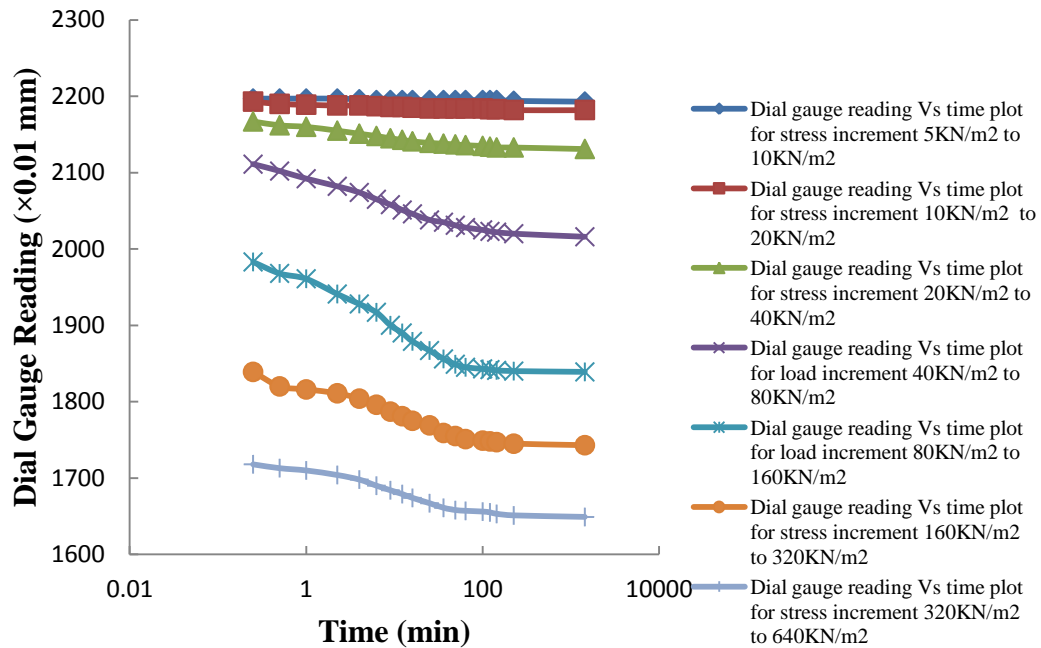 2300
2200
2100
2000
1900
1800
1700
1600
Dial Gauge Reading (×0.01 mm)
0.01
1
100
10000
Time (min)
Dial gauge reading Vs time plot
for stress increment 5KN/m2 to
10KN/m2
Dial gauge reading Vs time plot
for stress increment 10KN/m2 to
20KN/m2
Dial gauge reading Vs time plot
for stress increment 20KN/m2 to
40KN/m2
Dial gauge reading Vs time plot
for load increment 40KN/m2 to
80KN/m2
Dial gauge reading Vs time plot
for load increment 80KN/m2 to
160KN/m2
Dial gauge reading Vs time plot
for stress increment 160KN/m2
to 320KN/m2
Dial gauge reading Vs time plot
for stress increment 320KN/m2
to 640KN/m2